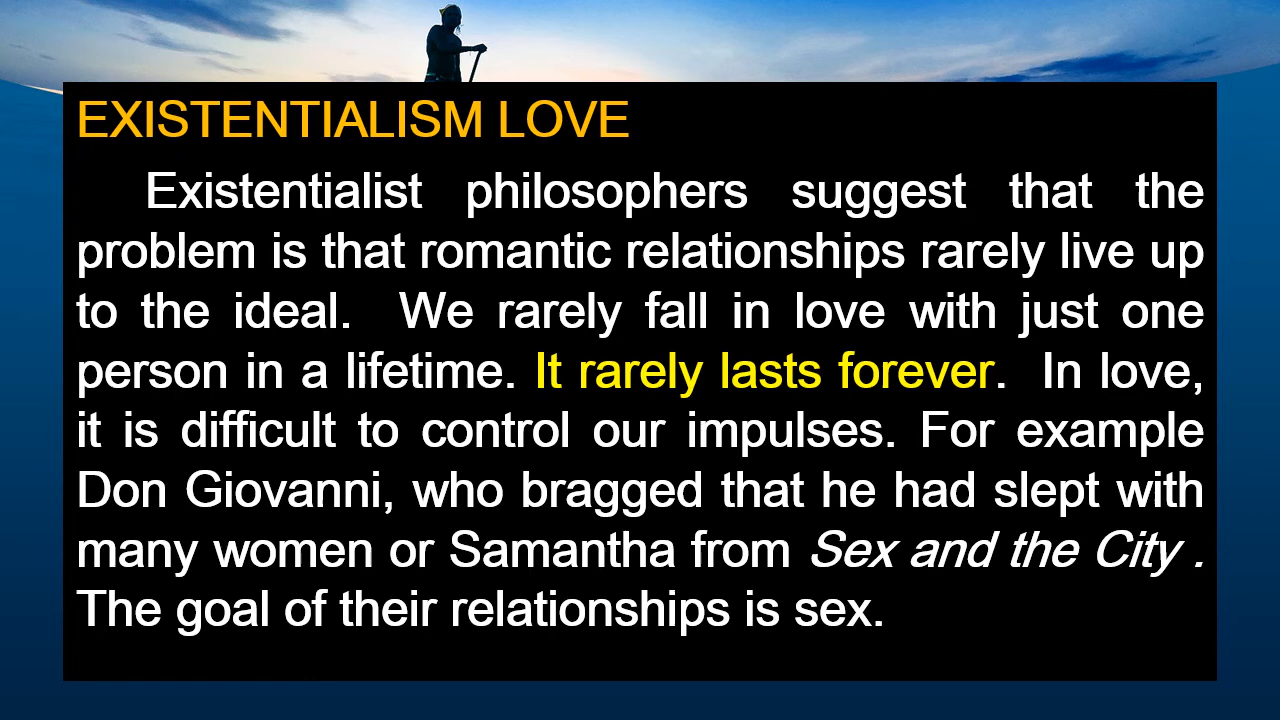 EXISTENTIALISM LOVE
Existentialist philosophers suggest that the
problem is that romantic relationships rarely live up
to the ideal. We rarely fall in love with just one
person in a lifetime. It rarely lasts forever. In love,
it is difficult to control our impulses. For example
Don Giovanni, who bragged that he had slept with
many women or Samantha from Sex and the City .
The goal of their relationships is sex.